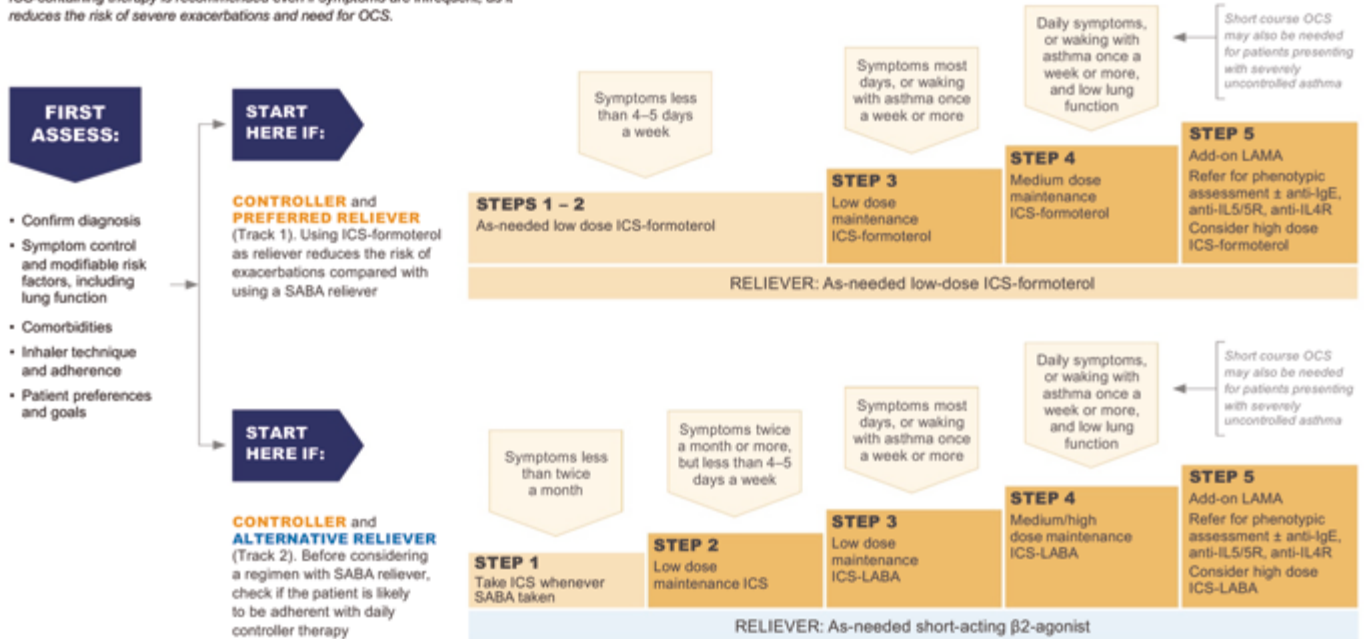 reduces the risk of severe exacerbations and need for OCS.
FIRST
ASSESS:
• Confirm diagnosis
• Symptom control
and modifiable risk
factors, including
lung function
• Comorbidities
• Inhaler technique
and adherence
• Patient preferences
and goals
START
HERE IF:
CONTROLLER and
PREFERRED RELIEVER
(Track 1). Using ICS-formoterol
as reliever reduces the risk of
exacerbations compared with
using a SABA reliever
Symptoms less
than 4–5 days
a week
Symptoms most
days, or waking
with asthma once
a week or more
Daily symptoms,
or waking with
asthma once a
week or more,
and low lung
function
Short course OCS
may also be needed
for patients presenting
with severely
uncontrolled asthma
STEPS 1 – 2
As-needed low dose ICS-formoterol
STEP 3
Low dose
maintenance
ICS-formoterol
STEP 4
Medium dose
maintenance
ICS-formoterol
STEP 5
Add-on LAMA
Refer for phenotypic
assessment ± anti-IgE,
anti-IL5/5R, anti-IL4R
Consider high dose
ICS-formoterol
RELIEVER: As-needed low-dose ICS-formoterol
START
HERE IF:
CONTROLLER and
ALTERNATIVE RELIEVER
(Track 2). Before considering
a regimen with SABA reliever,
check if the patient is likely
to be adherent with daily
controller therapy
Symptoms less
than twice
a month
Symptoms twice
a month or more,
but less than 4–5
days a week
Symptoms most
days, or waking
with asthma once
a week or more
Daily symptoms,
or waking with
asthma once a
week or more,
and low lung
function
Short course OCS
may also be needed
for patients presenting
with severely
uncontrolled asthma
STEP 1
Take ICS whenever
SABA taken
STEP 2
Low dose
maintenance ICS
STEP 3
Low dose
maintenance
ICS-LABA
STEP 4
Medium/high
dose maintenance
ICS-LABA
STEP 5
Add-on LAMA
Refer for phenotypic
assessment ± anti-IgE,
anti-IL5/5R, anti-IL4R
Consider high dose
ICS-LABA
RELIEVER: As-needed short-acting β2-agonist